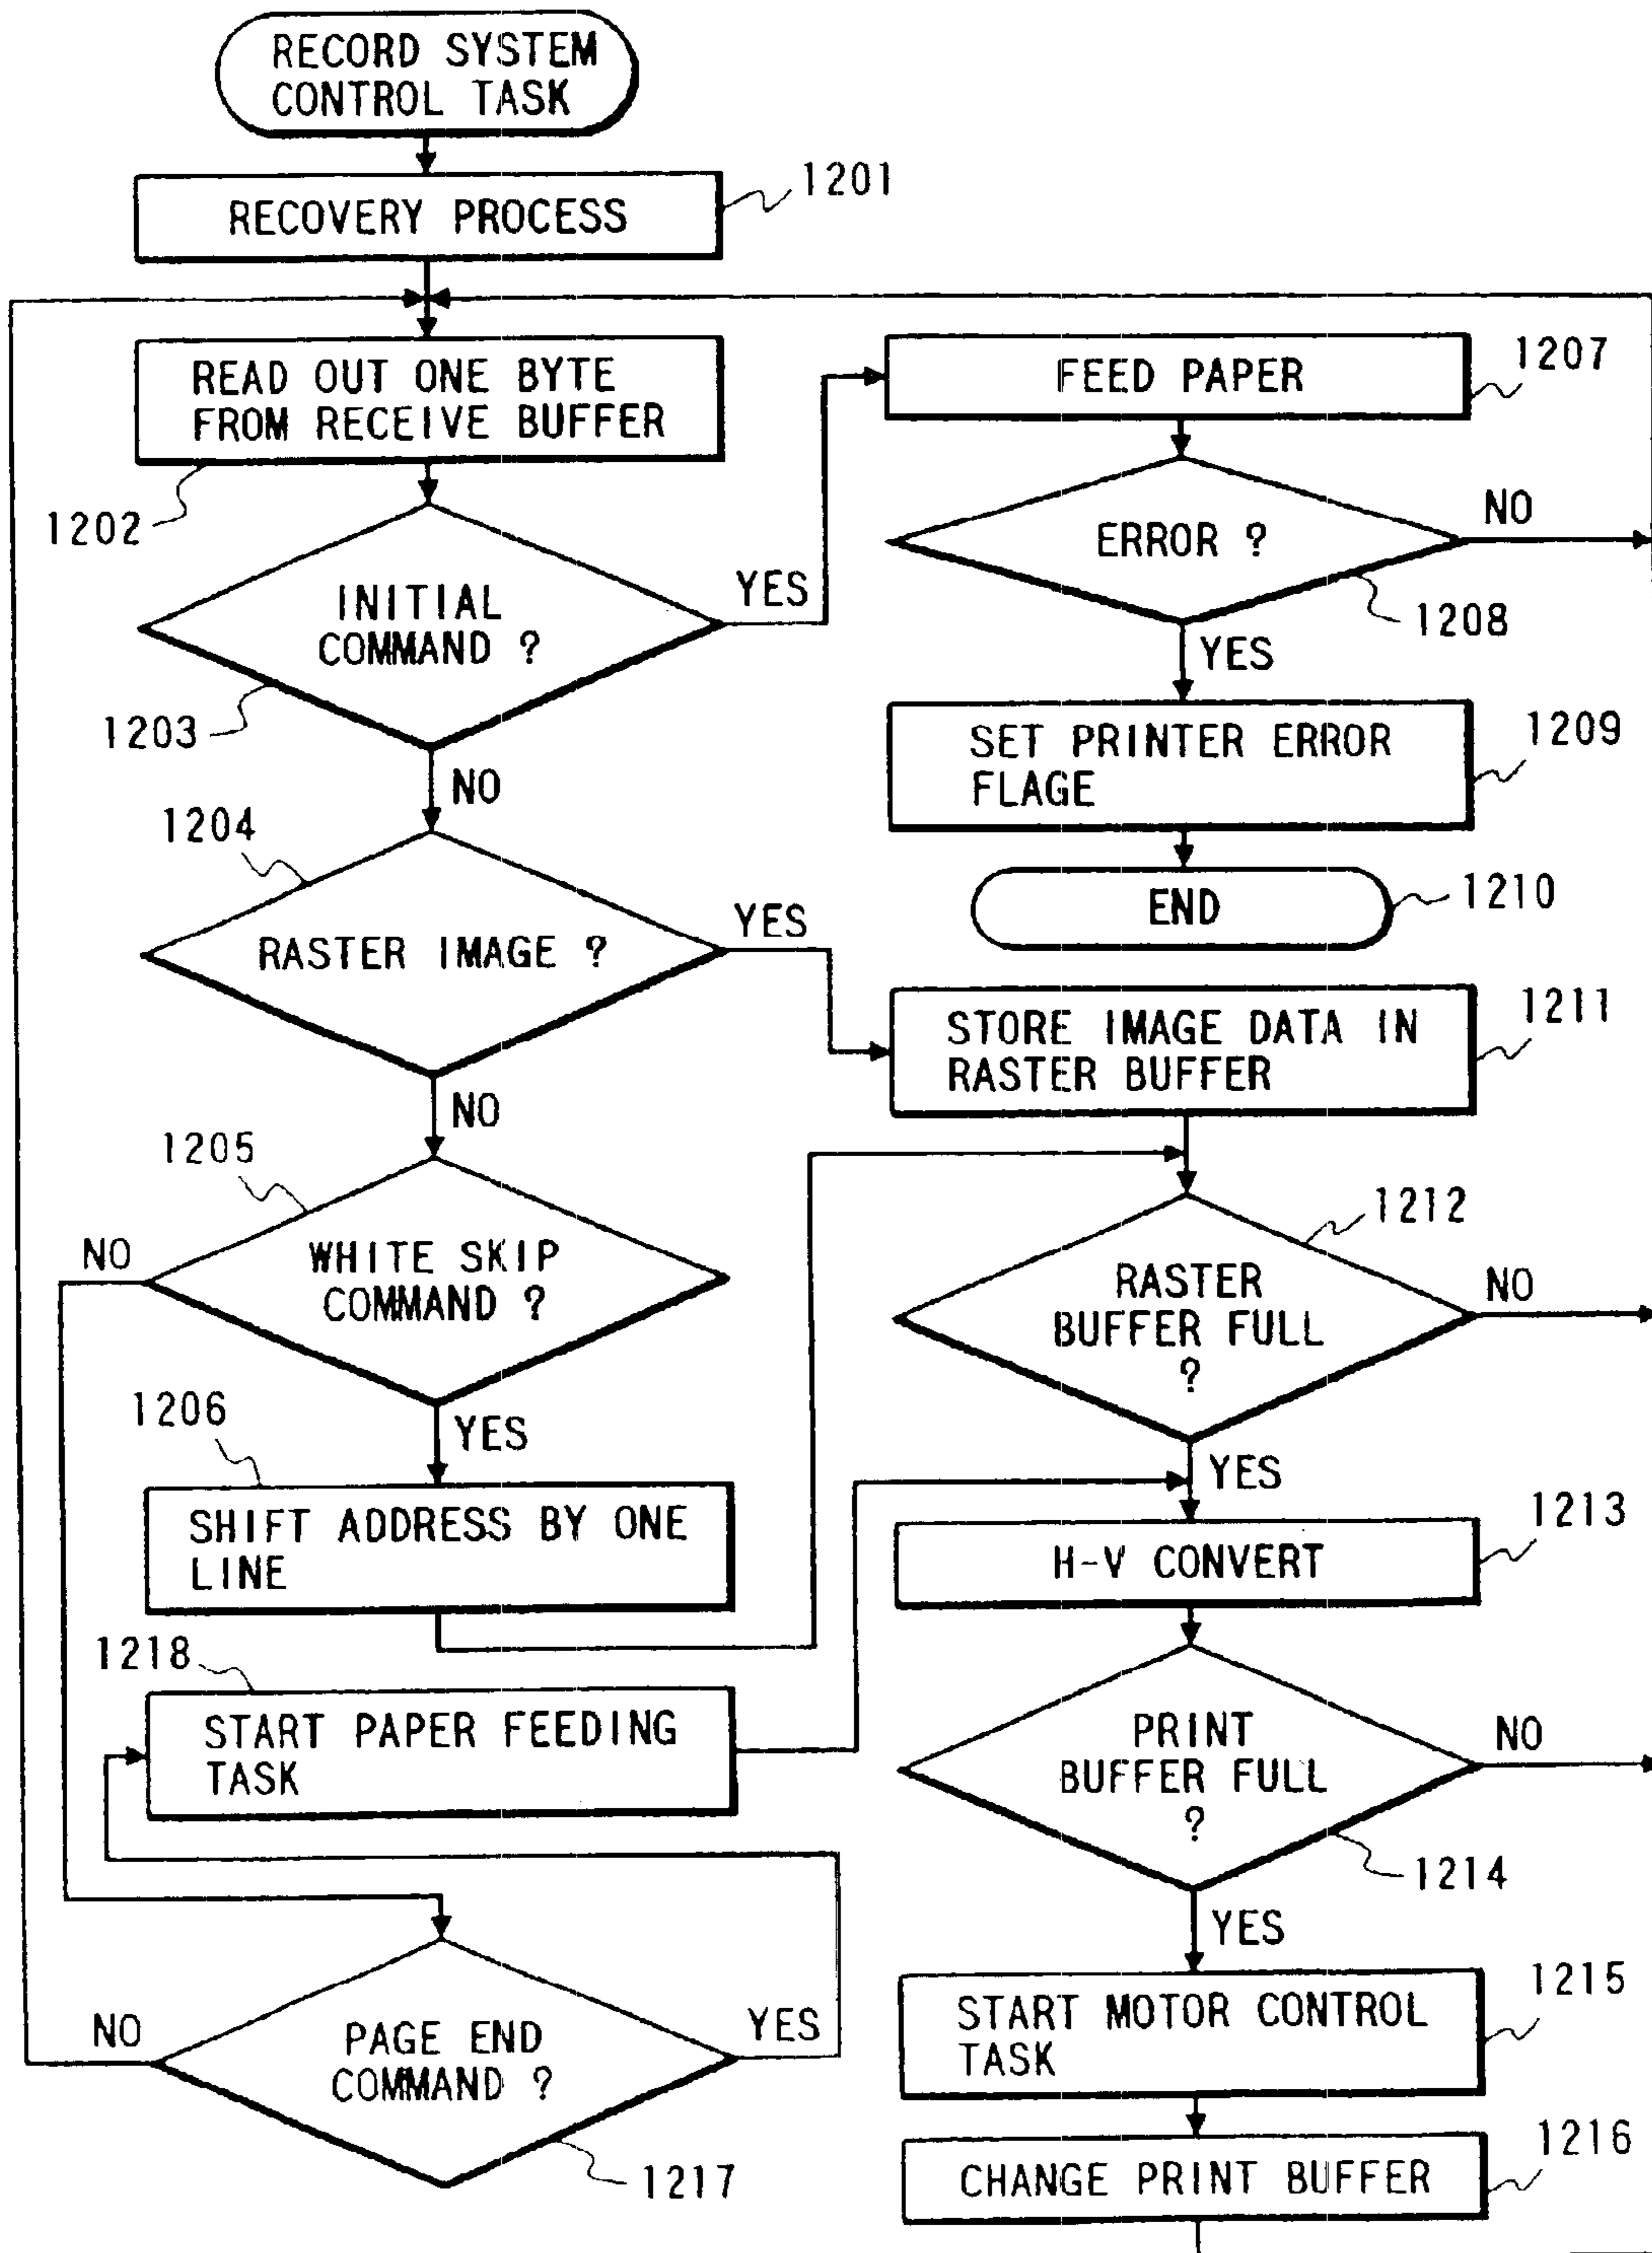 RECORD SYSTEM
CONTROL TASK
1201
RECOVERY PROCESS
READ OUT ONE BYTE
FROM RECEIVE BUFFER
1202
INITIAL
COMMAND ?
YES
1203
NO
1204
RASTER IMAGE ?
YES
NO
1205
NO
WHITE SKIP
COMMAND ?
1206
YES
SHIFT ADDRESS BY ONE
LINE
1218
START PAPER FEEDING
TASK
NO
PAGE END
COMMAND ?
YES
1217
1207
FEED PAPER
ERROR ?
NO
1208
YES
1209
SET PRINTER ERROR
FLAGE
END
1210
1211
STORE IMAGE DATA IN
RASTER BUFFER
1212
RASTER
BUFFER FULL
?
NO
YES
1213
H-V CONVERT
PRINT
BUFFER FULL
?
NO
1214
YES
1215
START MOTOR CONTROL
TASK
1216
CHANGE PRINT BUFFER